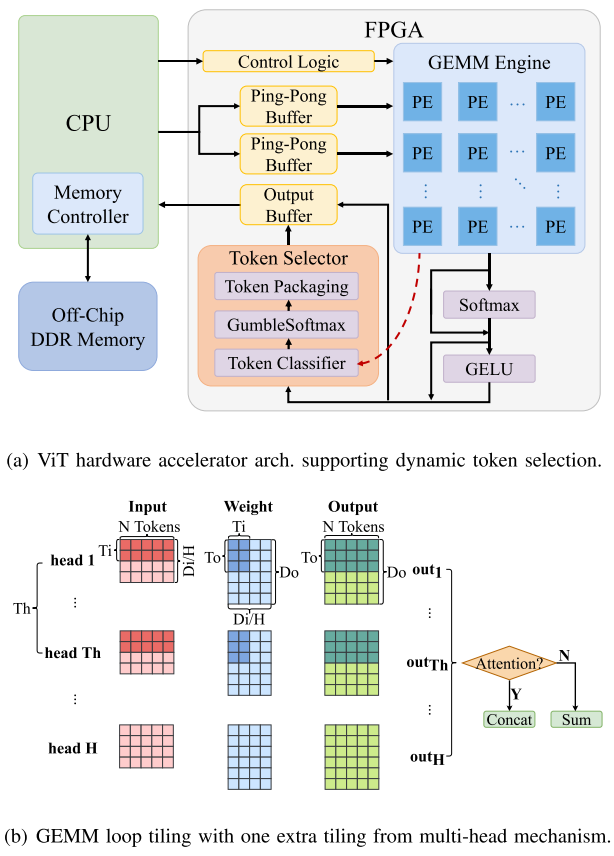 FPGA
CPU
Control Logic
GEMM Engine
Ping-Pong
Buffer
PE PE ... PE
Ping-Pong
Buffer
PE PE ... PE
Memory
Controller
Output
Buffer
PE PE ... PE
Token Selector
Token Packaging
GumbleSoftmax
Token Classifier
Off-Chip
DDR Memory
Softmax
GELU
(a) ViT hardware accelerator arch. supporting dynamic token selection.
Input Weight Output
N Tokens Ti N Tokens
Ti Di/H To Do To Do
head 1 out1
Th
Di/H
head Th outTh
Attention? N
Y
Concat Sum
head H outH
(b) GEMM loop tiling with one extra tiling from multi-head mechanism.